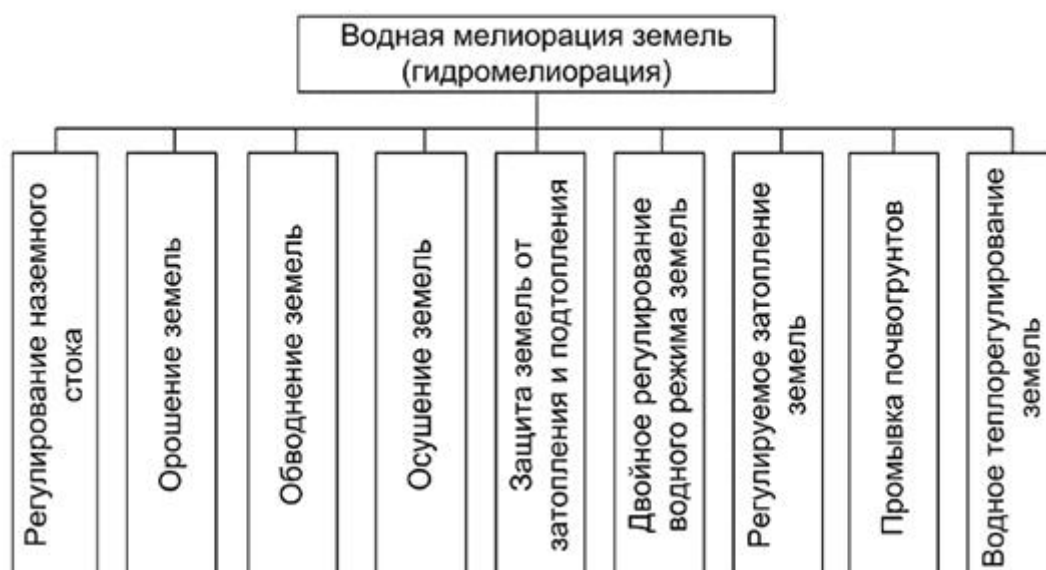 Водная мелиорация земель
(гидромелиорация)
Регулирование наземного
стока
Орошение земель
Обводнение земель
Осушение земель
Защита земель от
затопления и подтопления
Двойное регулирование
водного режима земель
Регулируемое затопление
земель
Промывка почвогрунтов
Водное теплорегулирование
земель